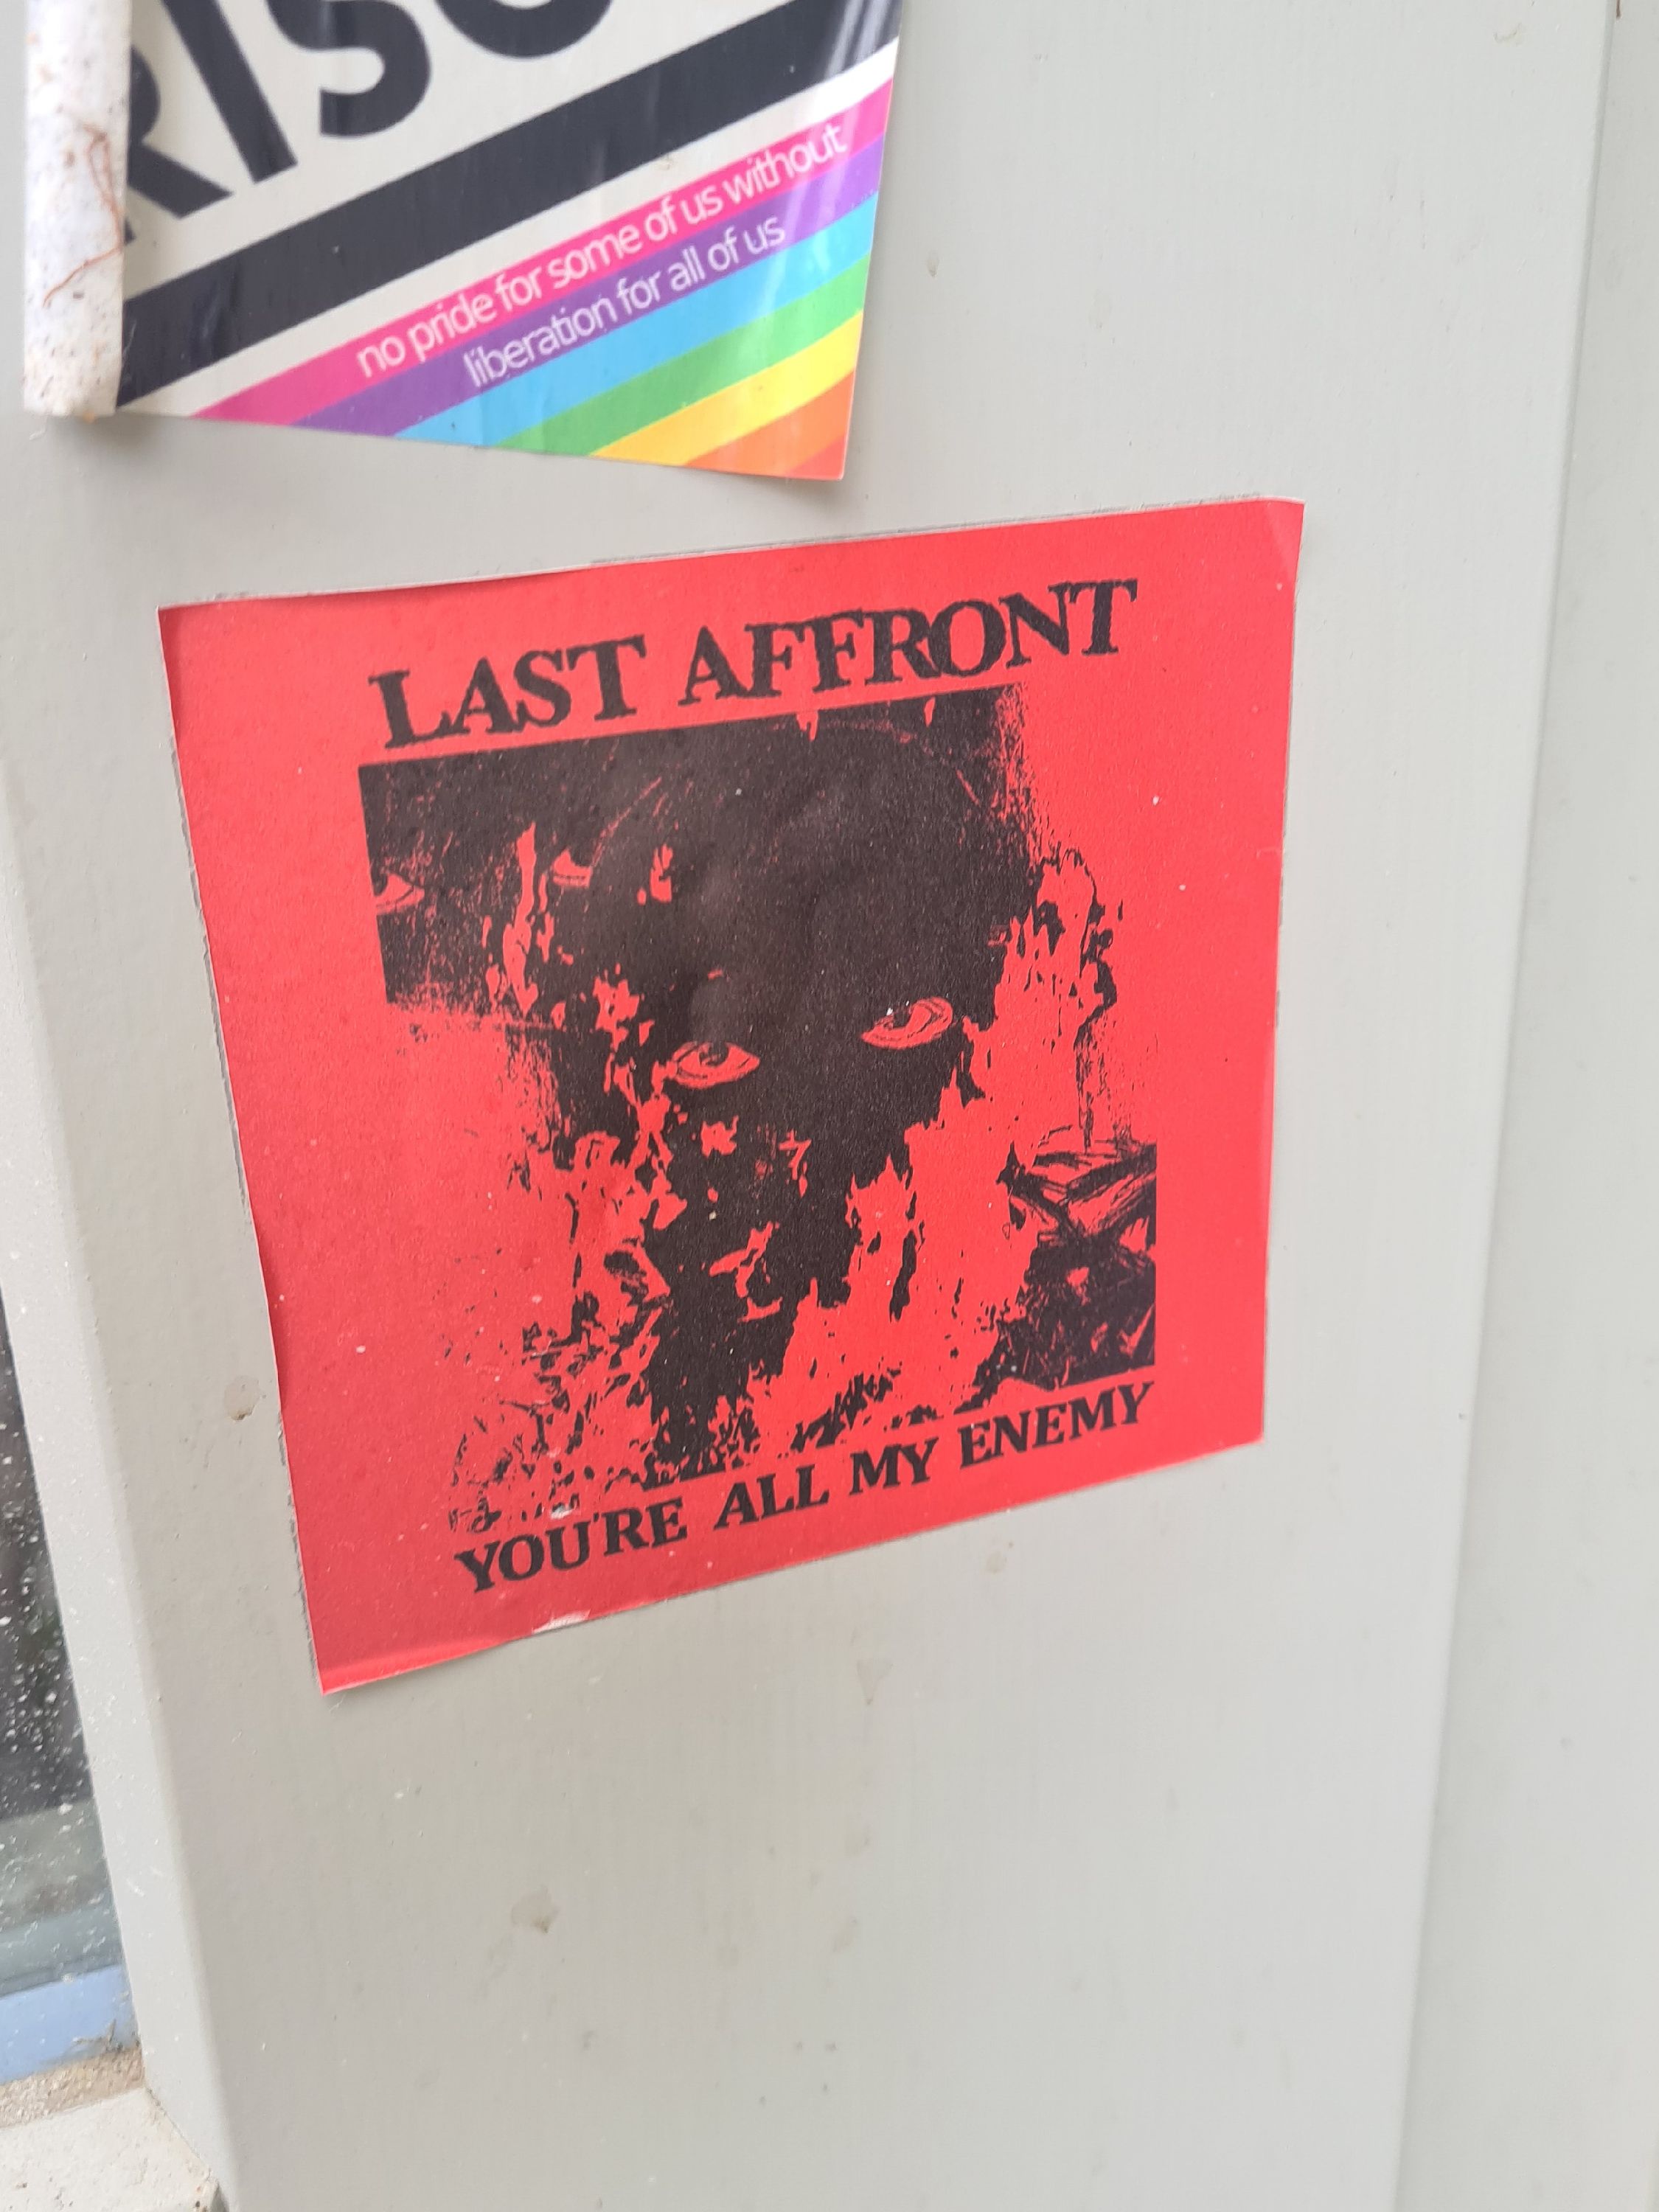 no pride for some of us without
liberation for all of us
LAST AFFRONT
YOU'RE ALL MY ENEMY